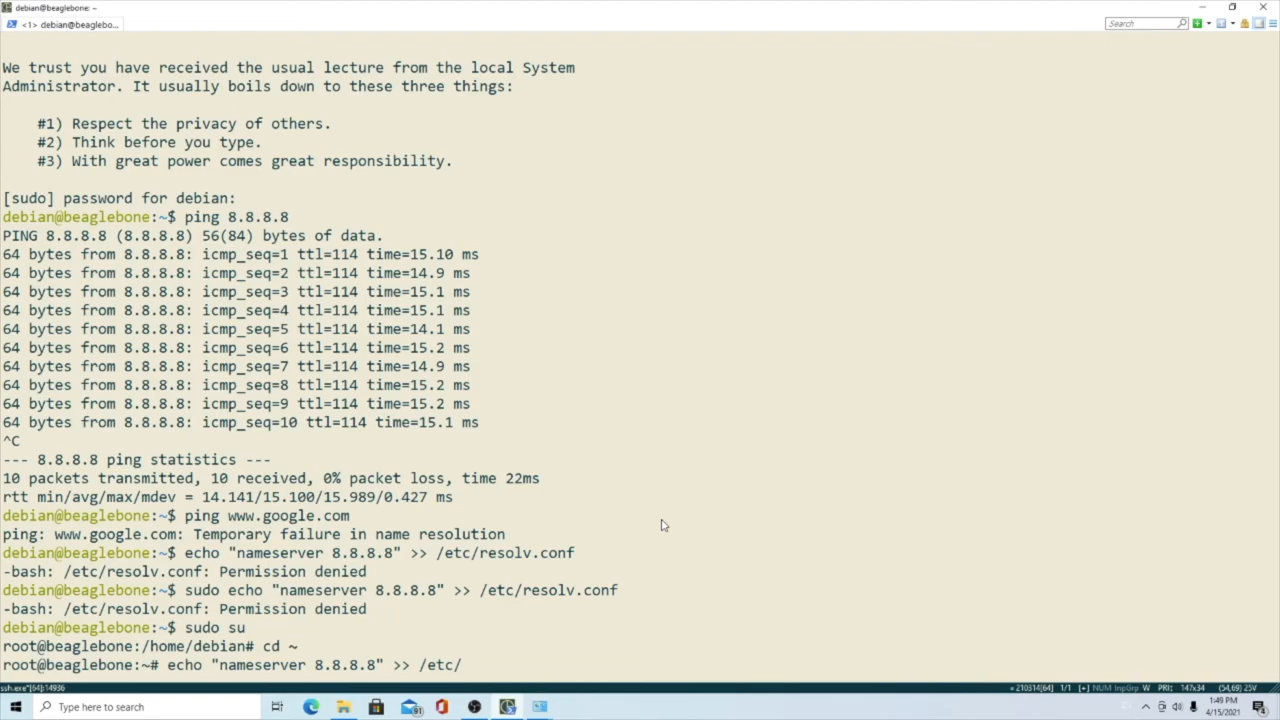 debian@beaglebone: ~
<1> debian@beaglebo...
Search
We trust you have received the usual lecture from the local System
Administrator. It usually boils down to these three things:
#1) Respect the privacy of others.
#2) Think before you type.
#3) With great power comes great responsibility.
[sudo] password for debian:
debian@beaglebone:~$ ping 8.8.8.8
PING 8.8.8.8 (8.8.8.8) 56(84) bytes of data.
64 bytes from 8.8.8.8: icmp_seq=1 ttl=114 time=15.10 ms
64 bytes from 8.8.8.8: icmp_seq=2 ttl=114 time=14.9 ms
64 bytes from 8.8.8.8: icmp_seq=3 ttl=114 time=15.1 ms
64 bytes from 8.8.8.8: icmp_seq=4 ttl=114 time=15.1 ms
64 bytes from 8.8.8.8: icmp_seq=5 ttl=114 time=14.1 ms
64 bytes from 8.8.8.8: icmp_seq=6 ttl=114 time=15.2 ms
64 bytes from 8.8.8.8: icmp_seq=7 ttl=114 time=14.9 ms
64 bytes from 8.8.8.8: icmp_seq=8 ttl=114 time=15.2 ms
64 bytes from 8.8.8.8: icmp_seq=9 ttl=114 time=15.2 ms
64 bytes from 8.8.8.8: icmp_seq=10 ttl=114 time=15.1 ms
^C
--- 8.8.8.8 ping statistics ---
10 packets transmitted, 10 received, 0% packet loss, time 22ms
rtt min/avg/max/mdev = 14.141/15.100/15.989/0.427 ms
debian@beaglebone:~$ ping www.google.com
ping: www.google.com: Temporary failure in name resolution
debian@beaglebone:~$ echo "nameserver 8.8.8.8" >> /etc/resolv.conf
-bash: /etc/resolv.conf: Permission denied
debian@beaglebone:~$ sudo echo "nameserver 8.8.8.8" >> /etc/resolv.conf
-bash: /etc/resolv.conf: Permission denied
debian@beaglebone:~$ sudo su
root@beaglebone:/home/debian# cd ~
root@beaglebone:~# echo "nameserver 8.8.8.8" >> /etc/
ssh.exe*[64]:14936
210314[64] 1/1 [+] NUM InpGrp W PRI: 147x34 (54,69) 25V
Type here to search
91
1:49 PM
4/15/2021
4